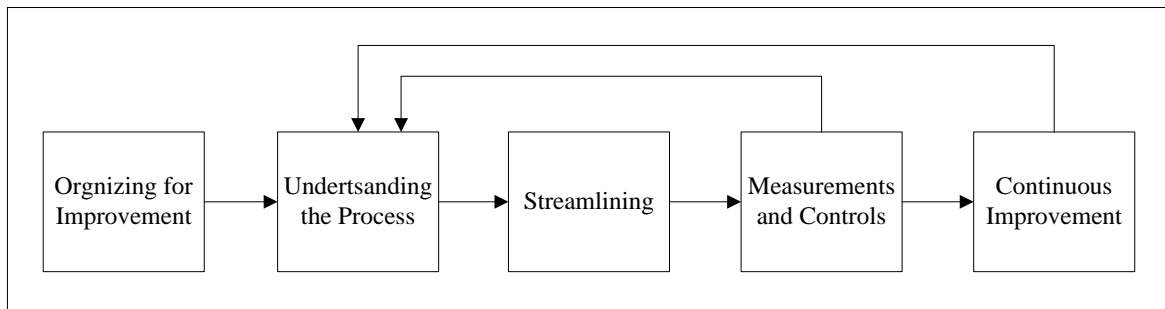 Orgnizing for
Improvement
Undertsanding
the Process
Streamlining
Measurements
and Controls
Continuous
Improvement